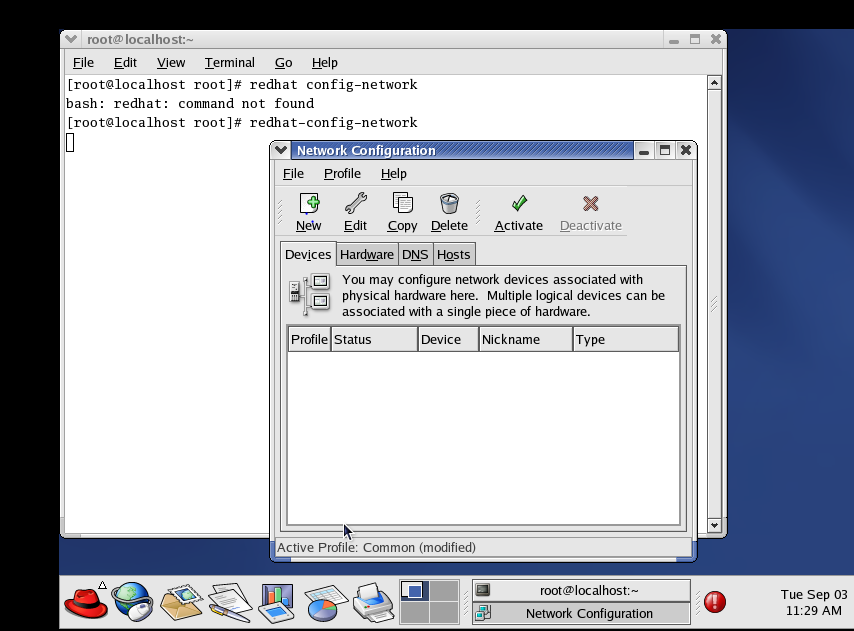 root@localhost:~
File Edit View Terminal Go Help
[root@localhost root]# redhat config-network
bash: redhat: command not found
[root@localhost root]# redhat-config-network
Network Configuration
File Profile Help
New Edit Copy Delete Activate Deactivate
Devices Hardware DNS Hosts
You may configure network devices associated with
physical hardware here.  Multiple logical devices can be
associated with a single piece of hardware.
Profile Status Device Nickname Type
Active Profile: Common (modified)
root@localhost:~
Network Configuration
Tue Sep 03
11:29 AM